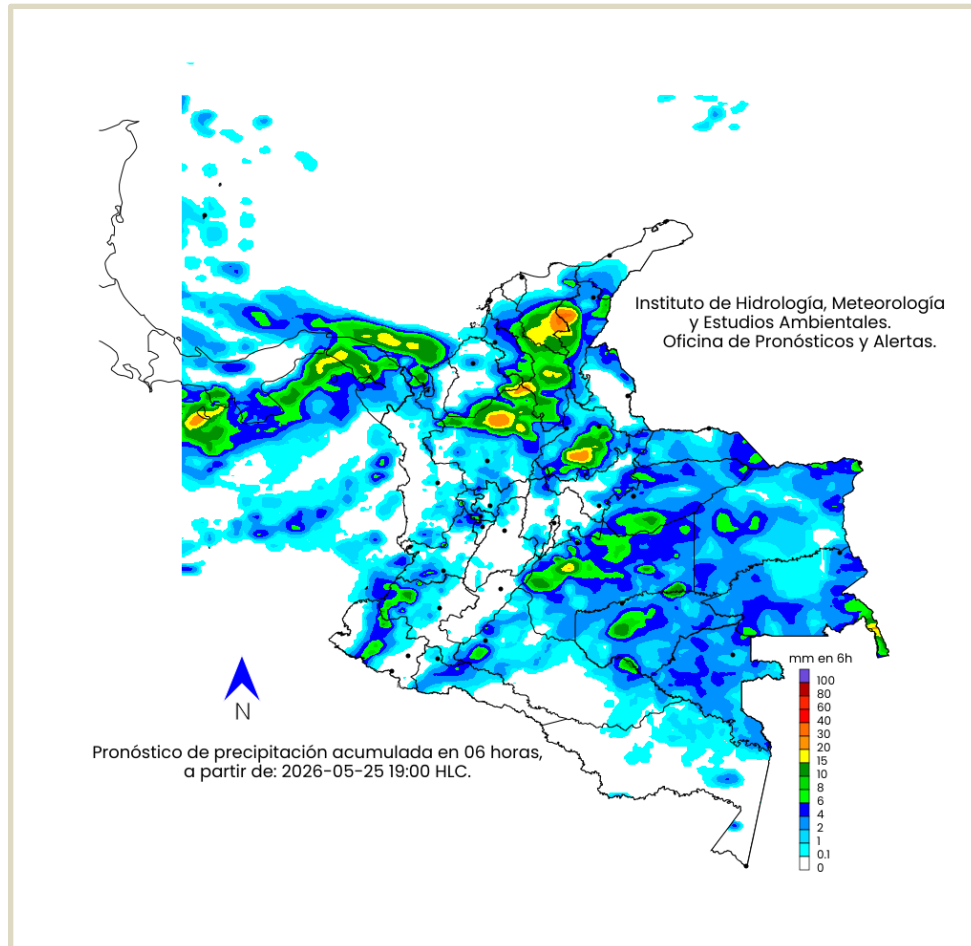 Instituto de Hidrología, Meteorología
y Estudios Ambientales.
Oficina de Pronósticos y Alertas.
mm en 6h
100
80
60
40
30
20
15
10
8
6
4
2
1
0.1
0
N
Pronóstico de precipitación acumulada en 06 horas,
a partir de: 2026-05-25 19:00 HLC.